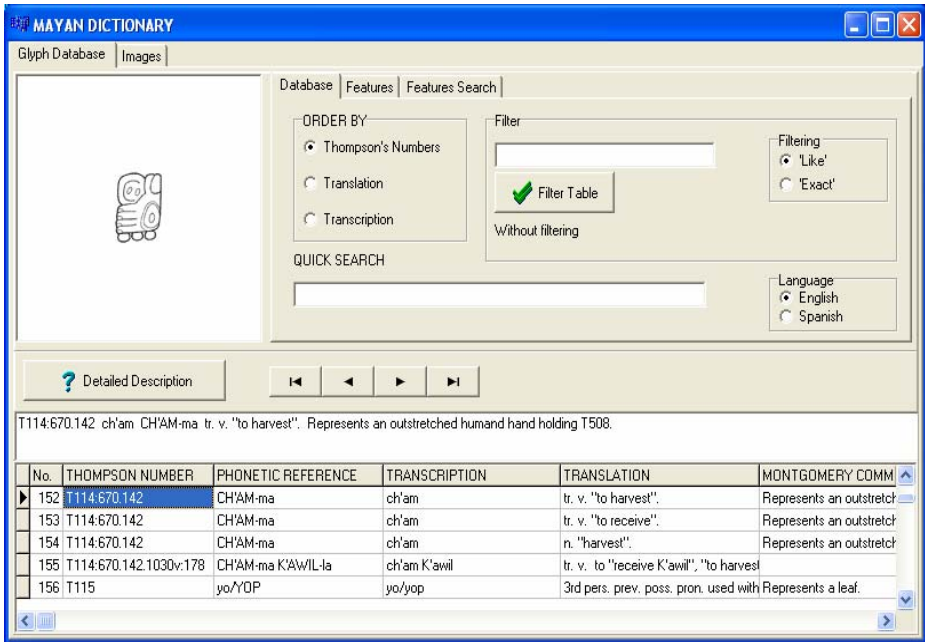 MAYAN DICTIONARY
Glyph Database Images
Database Features Features Search
ORDER BY
Thompson's Numbers
Translation
Transcription
Filter
Filter Table
Without filtering
Filtering
'Like'
'Exact'
QUICK SEARCH
Language
English
Spanish
? Detailed Description
T114:670.142 ch'am CH'AM-ma tr. v. "to harvest". Represents an outstretched humand hand holding T508.
No. THOMPSON NUMBER PHONETIC REFERENCE TRANSCRIPTION TRANSLATION MONTGOMERY COMM
152 T114:670.142 CH'AM-ma ch'am tr. v. "to harvest". Represents an outstretch
153 T114:670.142 CH'AM-ma ch'am tr. v. "to receive". Represents an outstretch
154 T114:670.142 CH'AM-ma ch'am n. "harvest". Represents an outstretch
155 T114:670.142.1030v:178 CH'AM-ma K'AWIL-la ch'am K'awil tr. v. to "receive K'awil", "to harvest
156 T115 yo/YOP yo/yop 3rd pers. prev. poss. pron. used with Represents a leaf.